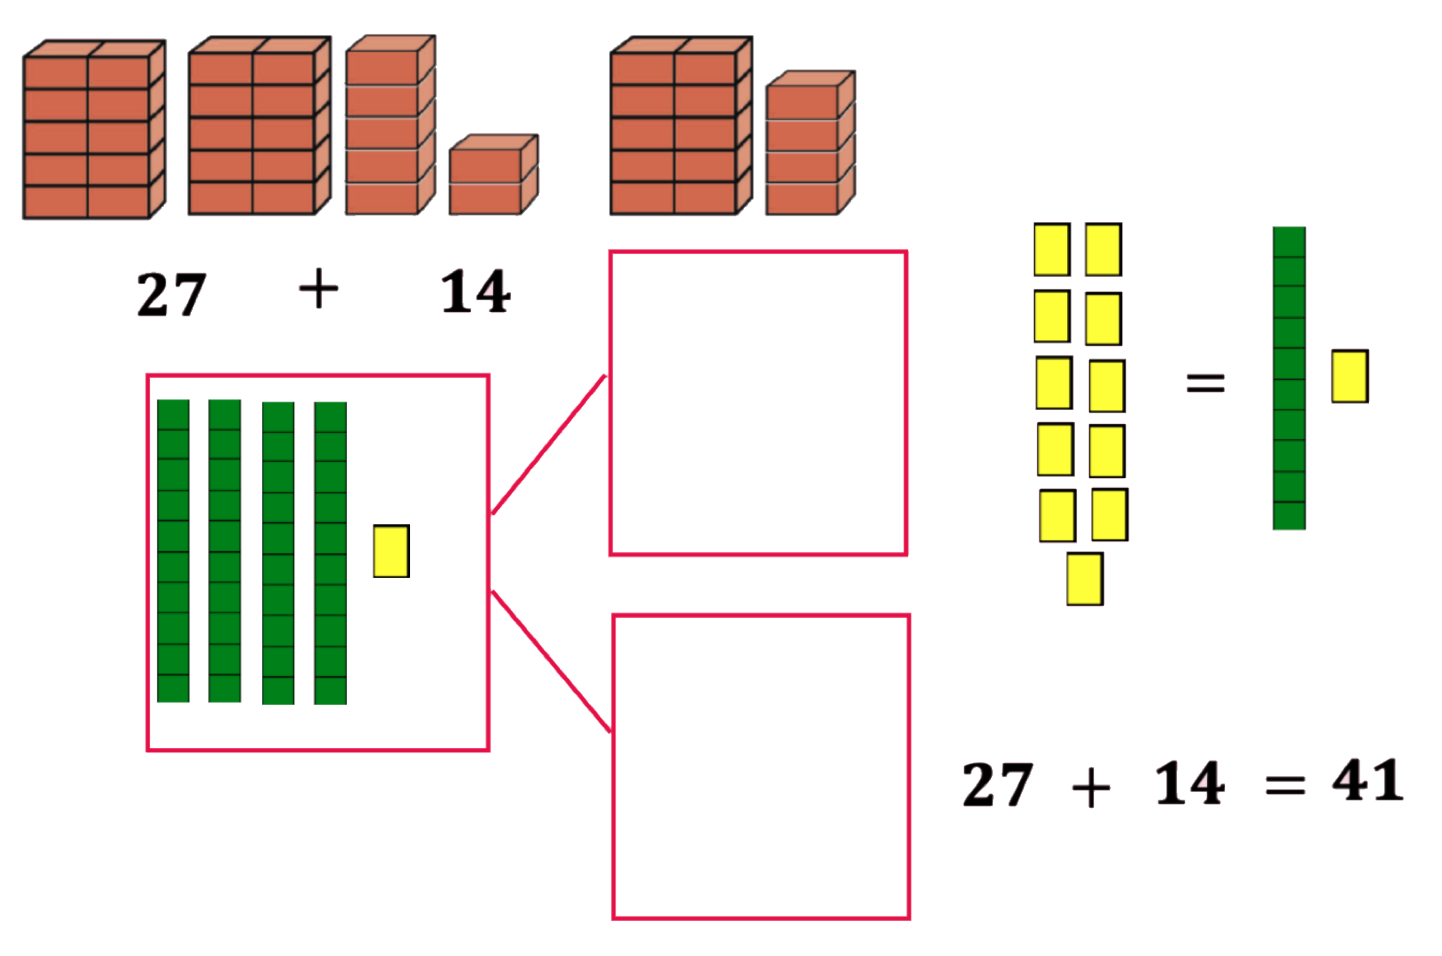 27 + 14
=
27 + 14 = 41